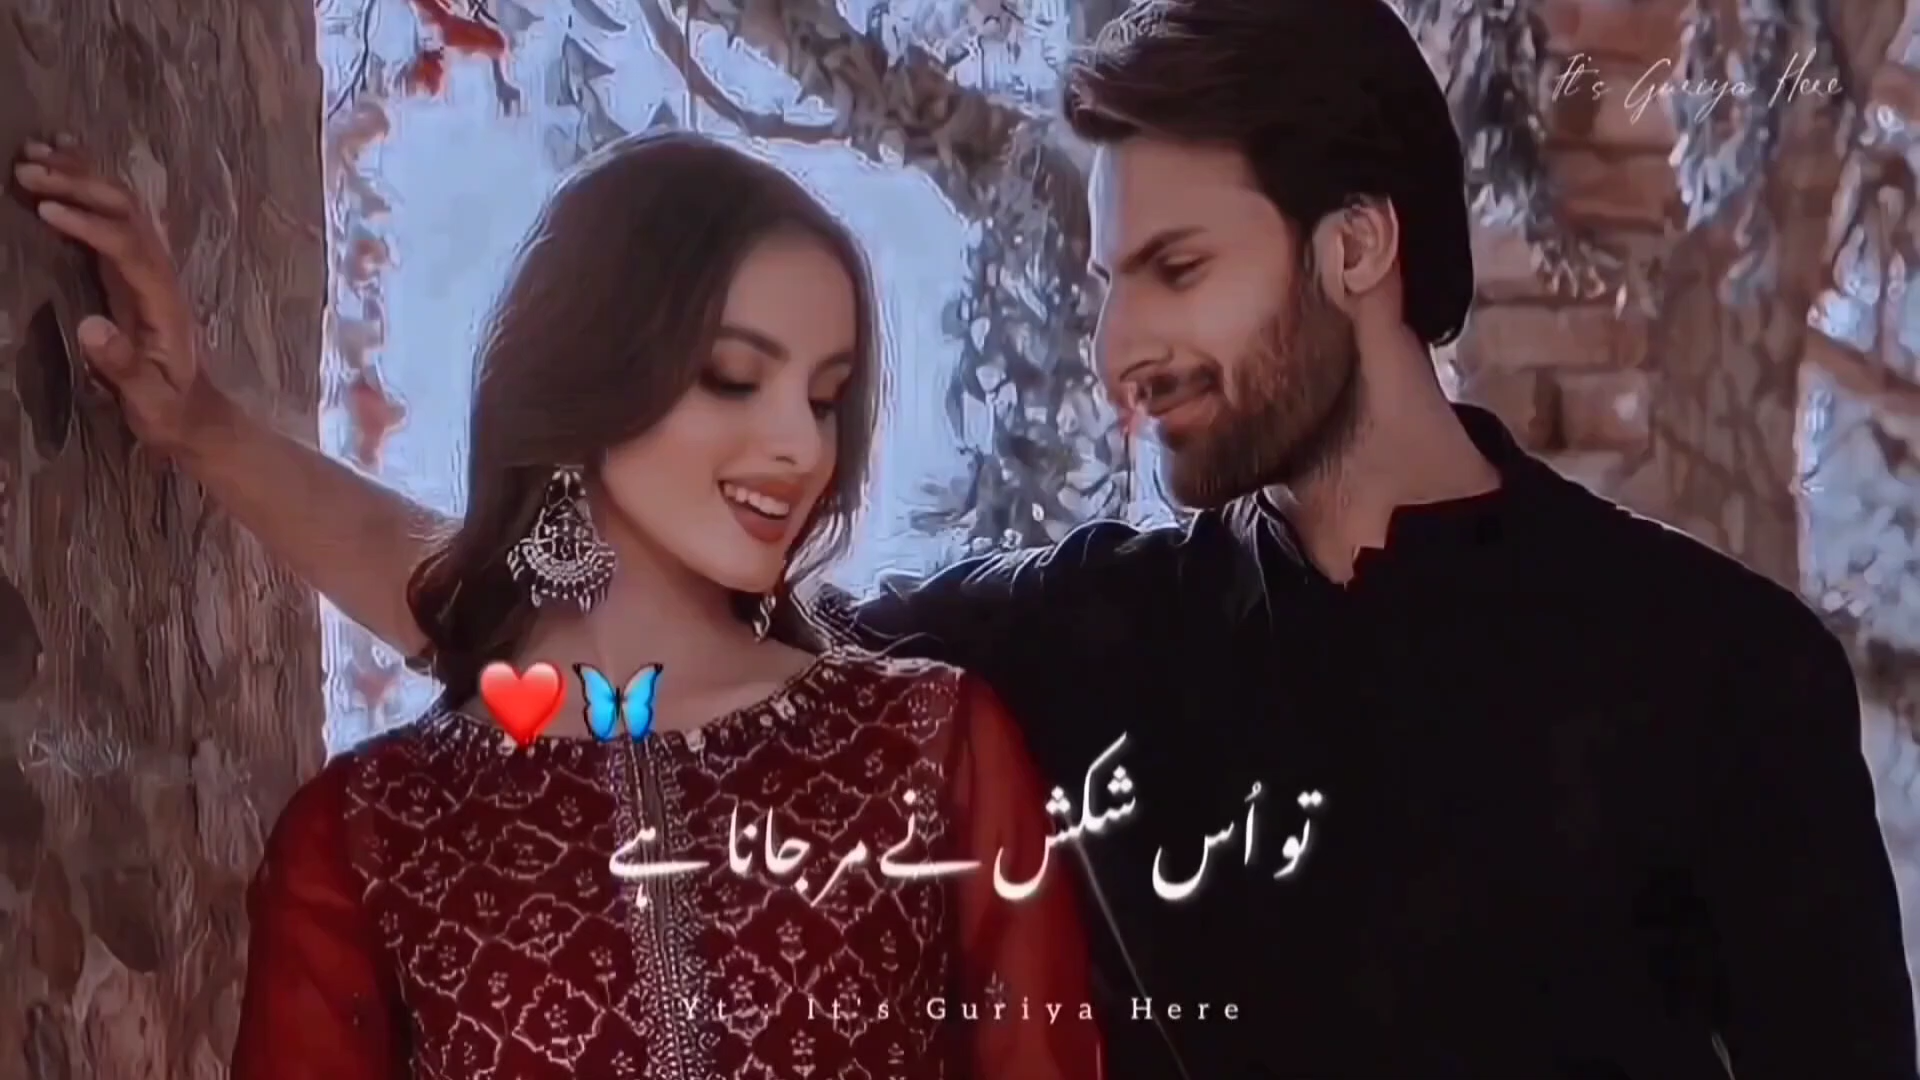 It's Guriya Here
تو اُس شکش نے مر جانا ہے
Yt : It's Guriya Here